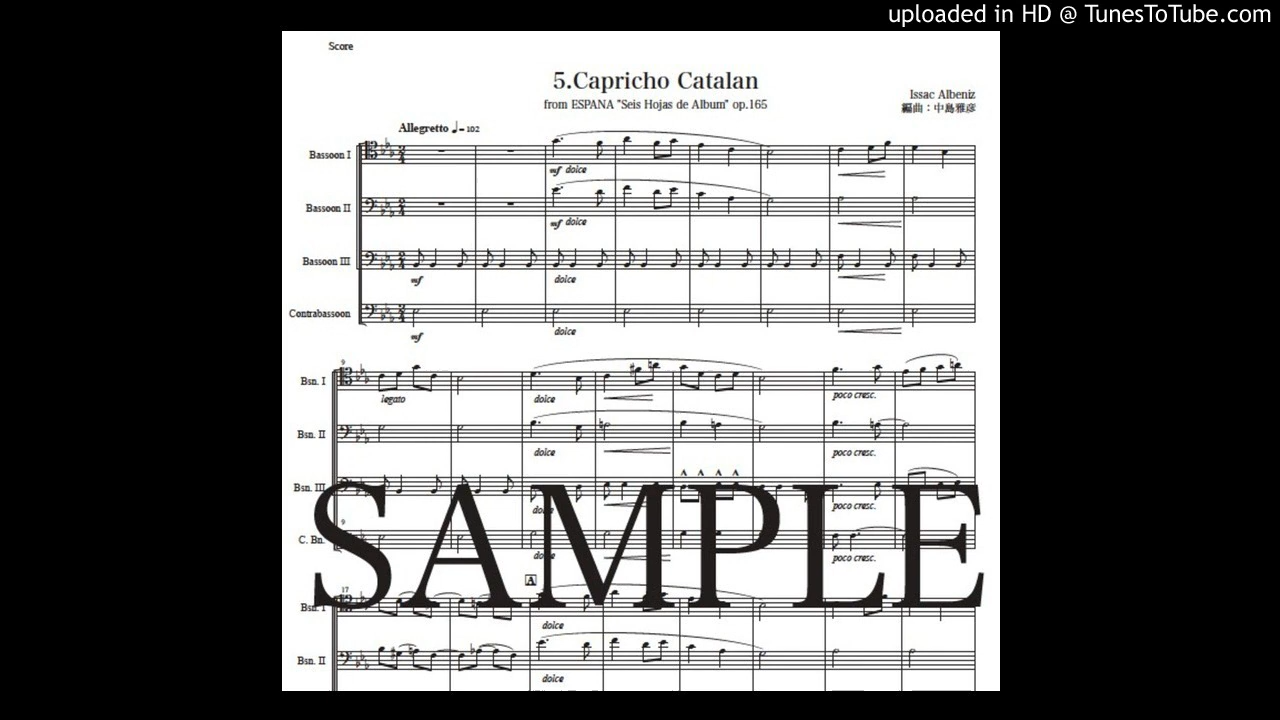 uploaded in HD @ TunesToTube.com
Score
5.Capricho Catalan
from ESPANA "Seis Hojas de Album" op.165
Issac Albeniz
編曲：中島雅彦
Allegretto ♩=102
Bassoon I
mf dolce
Bassoon II
mf dolce
Bassoon III
mf dolce
Contrabassoon
mf dolce
9
Bsn. I
legato dolce poco cresc.
Bsn. II
dolce poco cresc.
Bsn. III
dolce poco cresc.
9
C. Bn.
dolce poco cresc.
SAMPLE
A
17
Bsn. I
dolce
Bsn. II
dolce